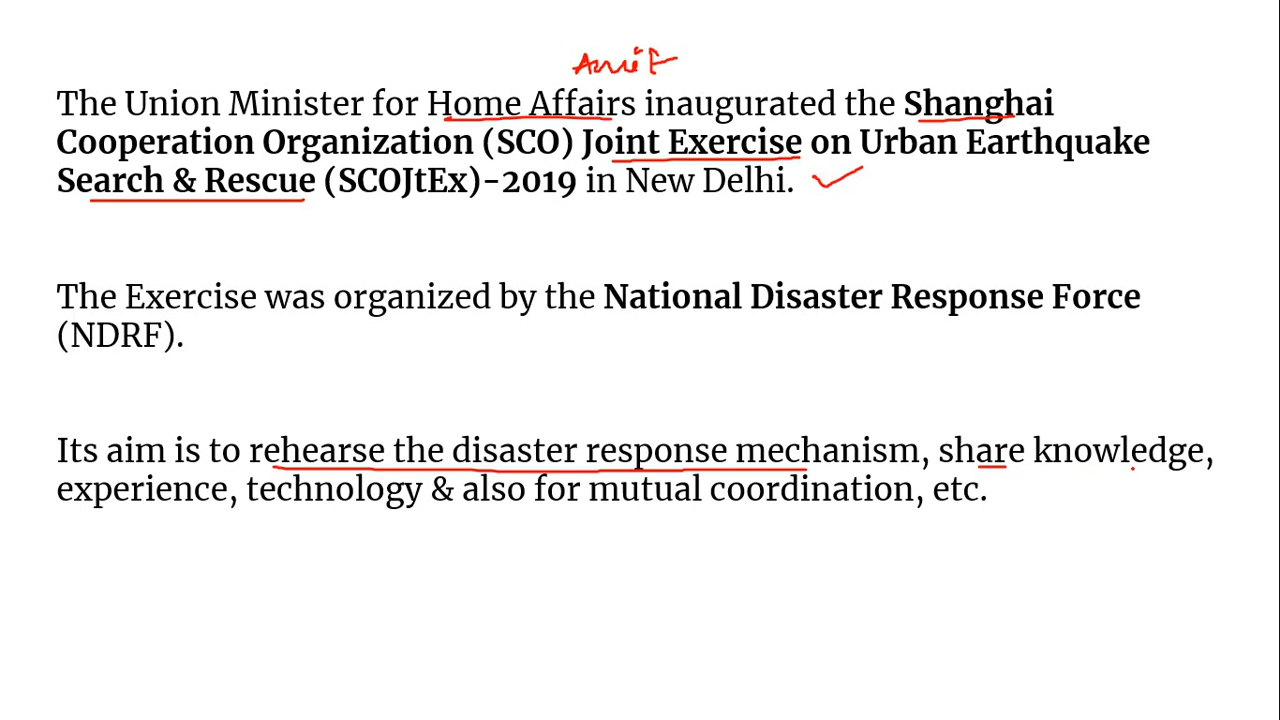 Amit
The Union Minister for Home Affairs inaugurated the Shanghai
Cooperation Organization (SCO) Joint Exercise on Urban Earthquake
Search & Rescue (SCOJtEx)-2019 in New Delhi.
The Exercise was organized by the National Disaster Response Force
(NDRF).
Its aim is to rehearse the disaster response mechanism, share knowledge,
experience, technology & also for mutual coordination, etc.